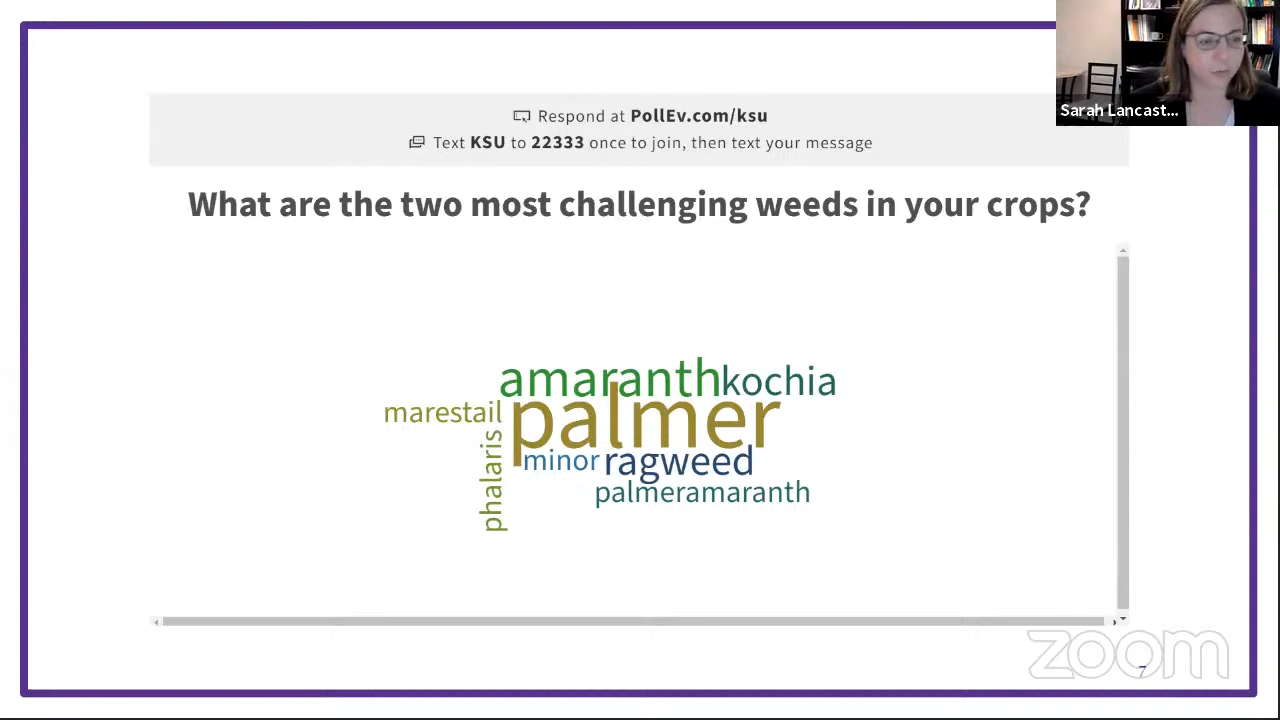 Sarah Lancast...
Respond at PollEv.com/ksu
Text KSU to 22333 once to join, then text your message
What are the two most challenging weeds in your crops?
amaranth kochia
marestail palmer
phalaris minor ragweed
palmeramaranth
zoom
7